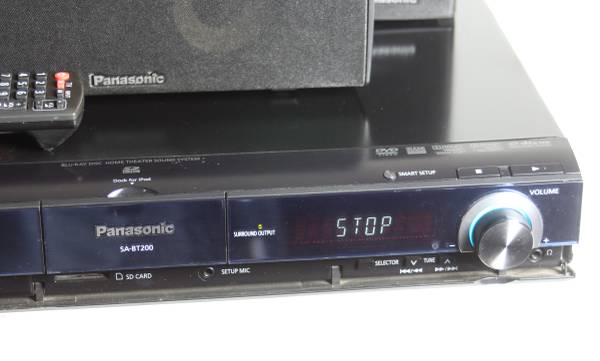 Panasonic
BLU-RAY DISC HOME THEATER SOUND SYSTEM
Dock for iPod
SMART SETUP
VOLUME
Panasonic
SA-BT200
SURROUND OUTPUT
STOP
SD CARD
SETUP MIC
SELECTOR
TUNE
- +